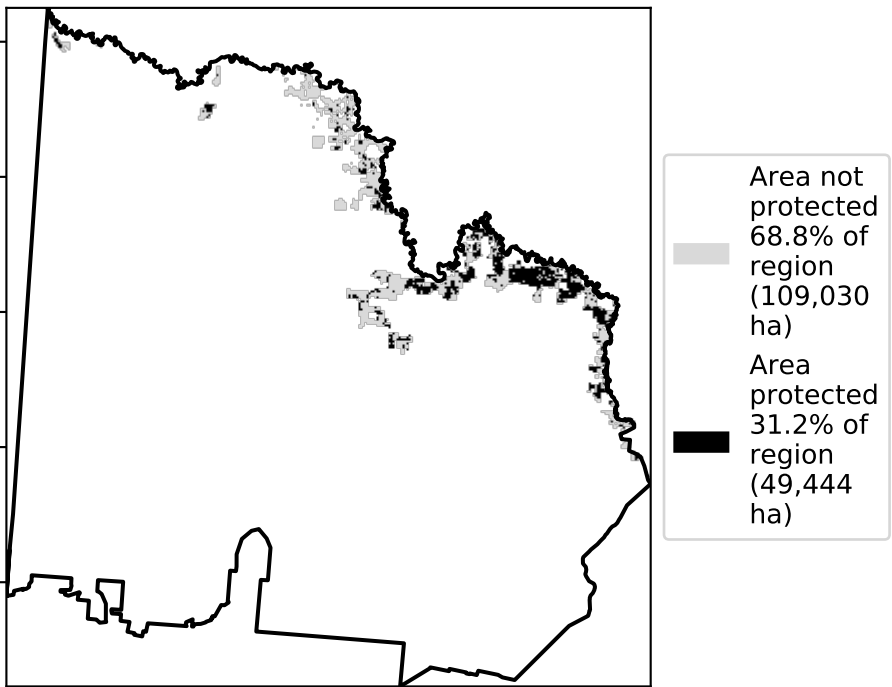 Area not
protected
68.8% of
region
(109,030
ha)
Area
protected
31.2% of
region
(49,444
ha)